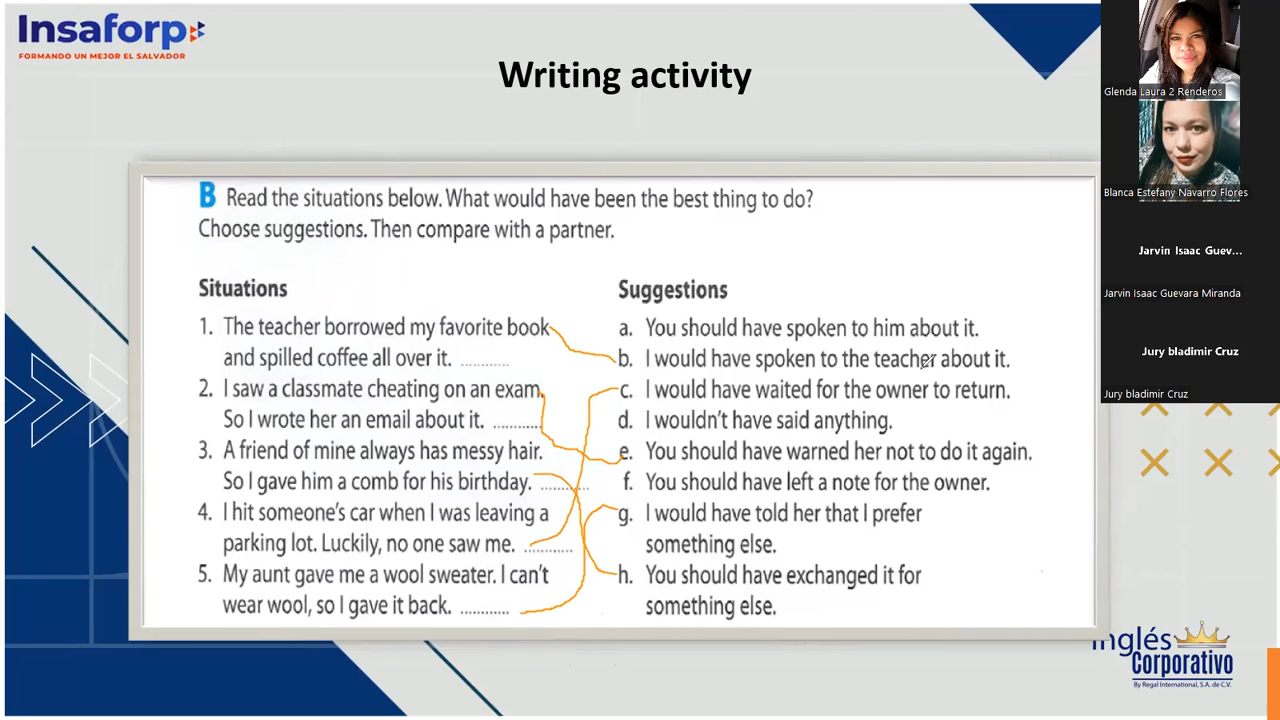 Insaforp
FORMANDO UN MEJOR EL SALVADOR
Writing activity
B Read the situations below. What would have been the best thing to do?
Choose suggestions. Then compare with a partner.
Situations
1. The teacher borrowed my favorite book
and spilled coffee all over it. ............
2. I saw a classmate cheating on an exam.
So I wrote her an email about it. ............
3. A friend of mine always has messy hair.
So I gave him a comb for his birthday. ............
4. I hit someone's car when I was leaving a
parking lot. Luckily, no one saw me. ............
5. My aunt gave me a wool sweater. I can't
wear wool, so I gave it back. ............
Suggestions
a. You should have spoken to him about it.
b. I would have spoken to the teacher about it.
c. I would have waited for the owner to return.
d. I wouldn't have said anything.
e. You should have warned her not to do it again.
f. You should have left a note for the owner.
g. I would have told her that I prefer
something else.
h. You should have exchanged it for
something else.
Glenda Laura 2 Renderos
Blanca Estefany Navarro Flores
Jarvin Isaac Guev...
Jarvin Isaac Guevara Miranda
Jury bladimir Cruz
Jury bladimir Cruz
Inglés
Corporativo
By Regal International, S.A. de C.V.